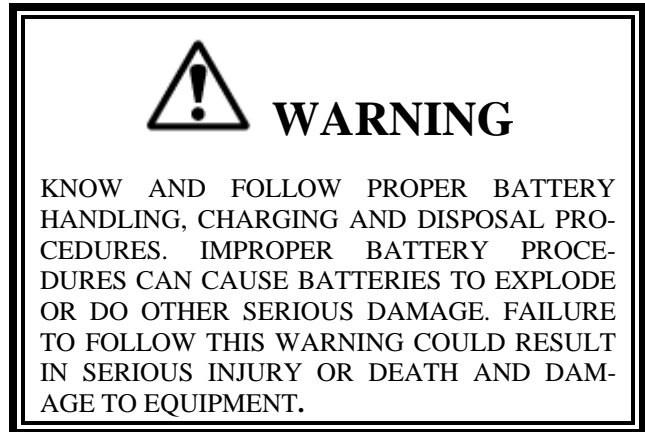 WARNING
KNOW AND FOLLOW PROPER BATTERY
HANDLING, CHARGING AND DISPOSAL PRO-
CEDURES. IMPROPER BATTERY PROCE-
DURES CAN CAUSE BATTERIES TO EXPLODE
OR DO OTHER SERIOUS DAMAGE. FAILURE
TO FOLLOW THIS WARNING COULD RESULT
IN SERIOUS INJURY OR DEATH AND DAM-
AGE TO EQUIPMENT.